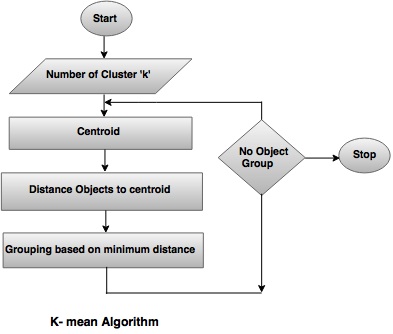 Start
Number of Cluster 'k'
Centroid
Distance Objects to centroid
Grouping based on minimum distance
No Object
Group
Stop
K- mean Algorithm